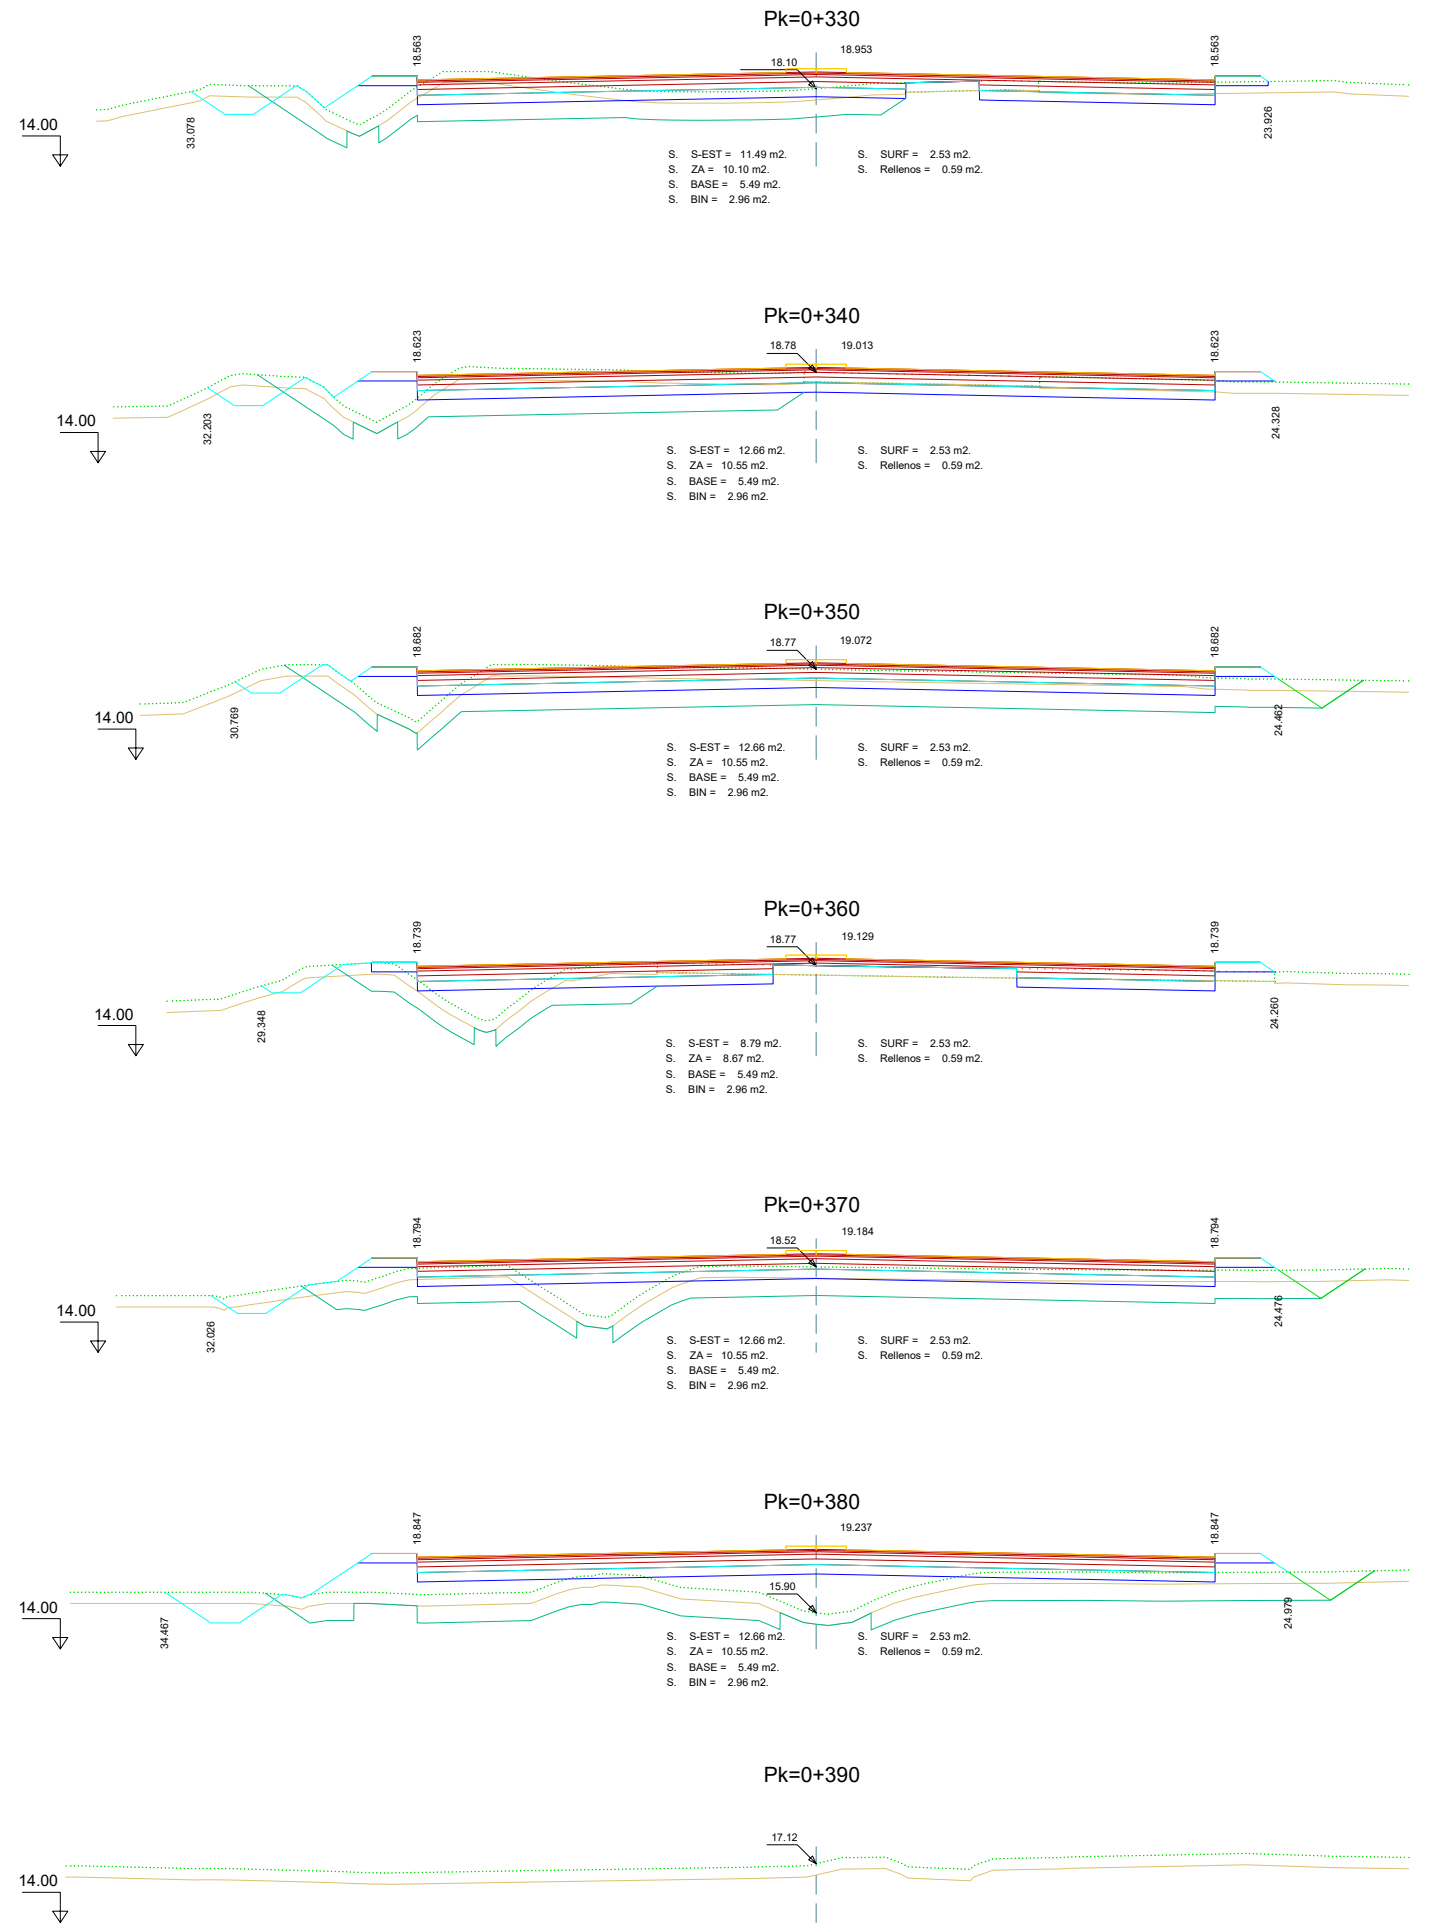 Pk=0+330
18.563
18.953
18.563
18.10
14.00
33.078
23.926
S. S-EST = 11.49 m2.
S. SURF = 2.53 m2.
S. ZA = 10.10 m2.
S. Rellenos = 0.59 m2.
S. BASE = 5.49 m2.
S. BIN = 2.96 m2.
Pk=0+340
18.623
18.78
19.013
18.623
14.00
32.203
24.328
S. S-EST = 12.66 m2.
S. SURF = 2.53 m2.
S. ZA = 10.55 m2.
S. Rellenos = 0.59 m2.
S. BASE = 5.49 m2.
S. BIN = 2.96 m2.
Pk=0+350
18.682
18.77
19.072
18.682
14.00
30.769
24.462
S. S-EST = 12.66 m2.
S. SURF = 2.53 m2.
S. ZA = 10.55 m2.
S. Rellenos = 0.59 m2.
S. BASE = 5.49 m2.
S. BIN = 2.96 m2.
Pk=0+360
18.739
18.77
19.129
18.739
14.00
29.348
24.260
S. S-EST = 8.79 m2.
S. SURF = 2.53 m2.
S. ZA = 8.67 m2.
S. Rellenos = 0.59 m2.
S. BASE = 5.49 m2.
S. BIN = 2.96 m2.
Pk=0+370
18.794
18.52
19.184
18.794
14.00
32.026
24.476
S. S-EST = 12.66 m2.
S. SURF = 2.53 m2.
S. ZA = 10.55 m2.
S. Rellenos = 0.59 m2.
S. BASE = 5.49 m2.
S. BIN = 2.96 m2.
Pk=0+380
18.847
19.237
18.847
15.90
14.00
34.467
24.979
S. S-EST = 12.66 m2.
S. SURF = 2.53 m2.
S. ZA = 10.55 m2.
S. Rellenos = 0.59 m2.
S. BASE = 5.49 m2.
S. BIN = 2.96 m2.
Pk=0+390
17.12
14.00